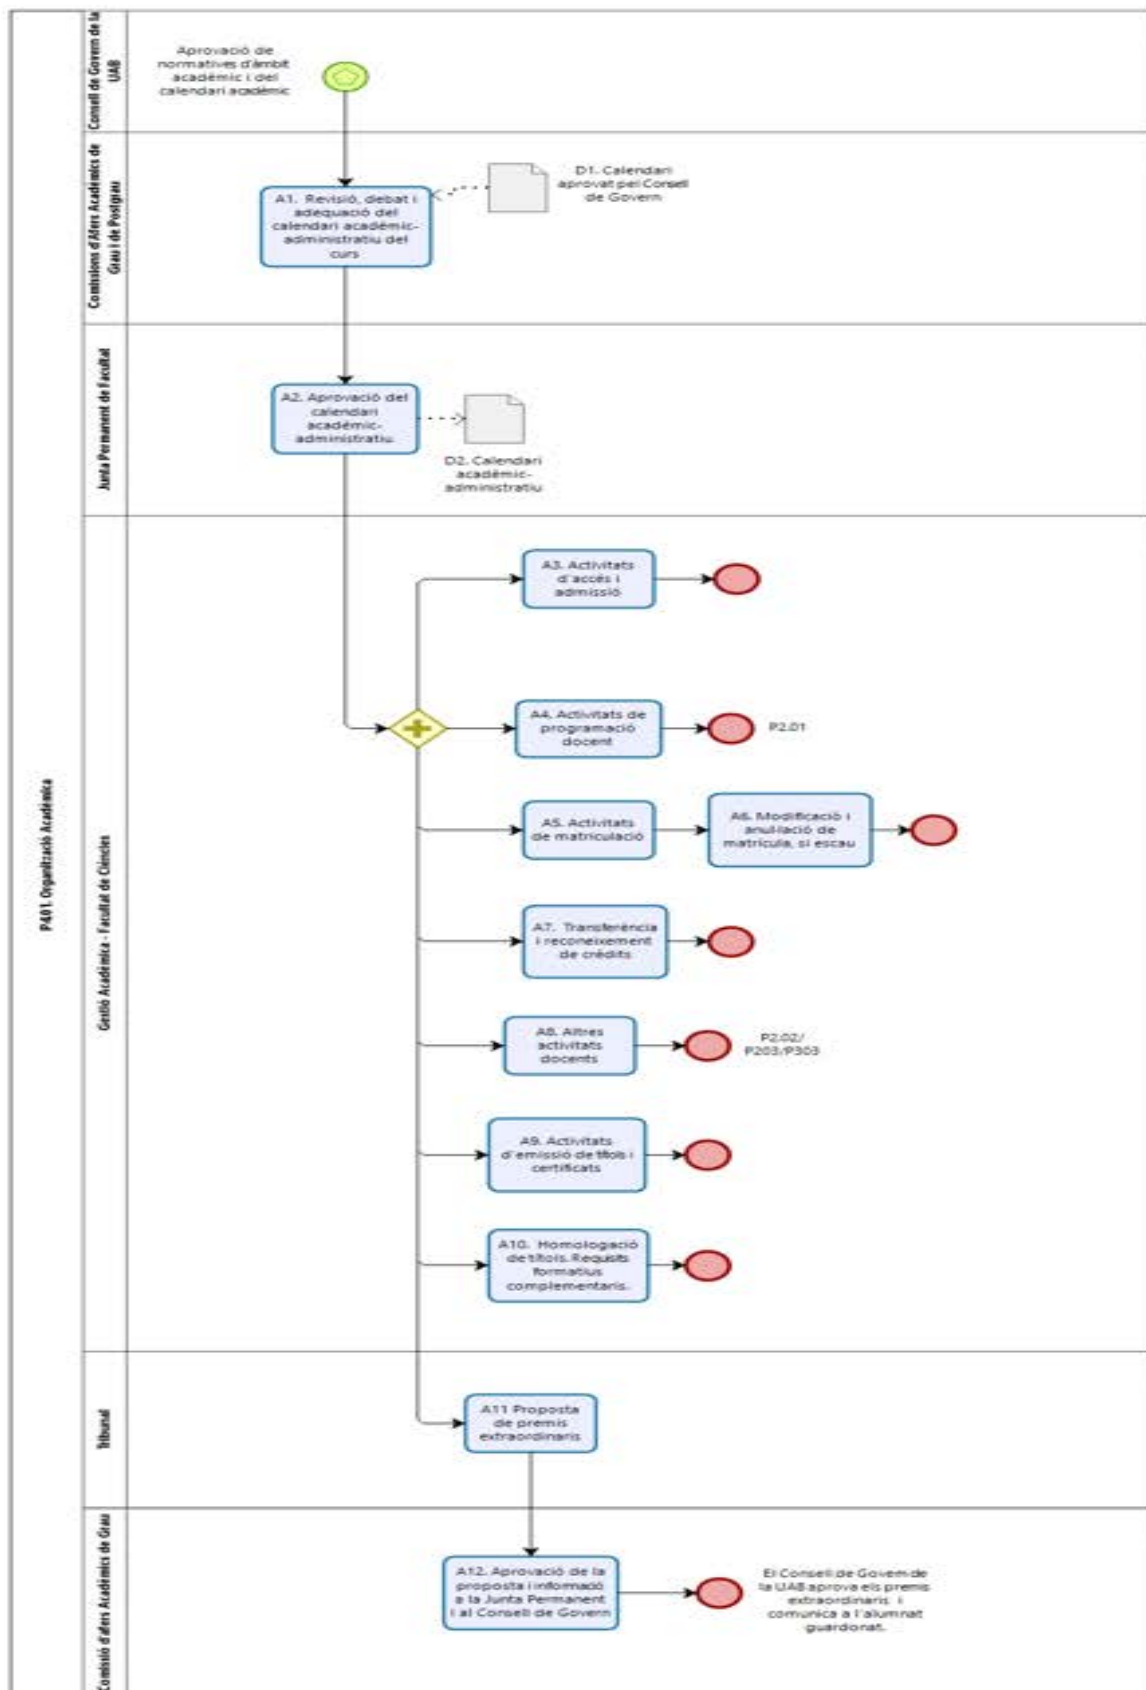 P401. Organització Acadèmica
Consell de Govern de la
UAB
Aprovació de
normatives d'àmbit
acadèmic i del
calendari acadèmic
Comissions d'Afers Acadèmics de
Grau i de Postgrau
A1. Revisió, debat i
adequació del
calendari acadèmic-
administratiu del
curs
D1. Calendari
aprovat pel Consell
de Govern
Junta Permanent de Facultat
A2. Aprovació del
calendari
acadèmic-
administratiu
D2. Calendari
acadèmic-
administratiu
Gestió Acadèmica - Facultat de Ciències
A3. Activitats
d'accés i
admissió
A4. Activitats de
programació
docent
P2.01
A5. Activitats
de matriculació
A6. Modificació i
anul·lació de
matrícula, si escau
A7. Transferència
i reconeixement
de crèdits
A8. Altres
activitats
docents
P2.02/
P203/P303
A9. Activitats
d'emissió de títols i
certificats
A10. Homologació
de títols. Requisits
formatius
complementaris.
Tribunal
A11 Proposta
de premis
extraordinaris
Comissió d'afers Acadèmics de Grau
A12. Aprovació de la
proposta i informació
a la Junta Permanent
i al Consell de Govern
El Consell de Govern de
la UAB aprova els premis
extraordinaris i
comunica a l'alumnat
guardonat.